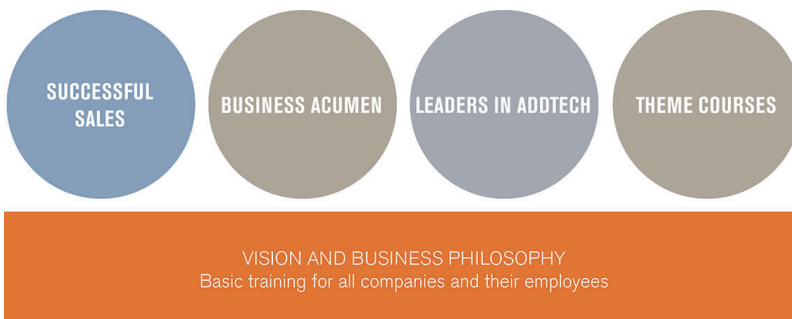 SUCCESSFUL
SALES
BUSINESS ACUMEN
LEADERS IN ADDTECH
THEME COURSES
VISION AND BUSINESS PHILOSOPHY
Basic training for all companies and their employees